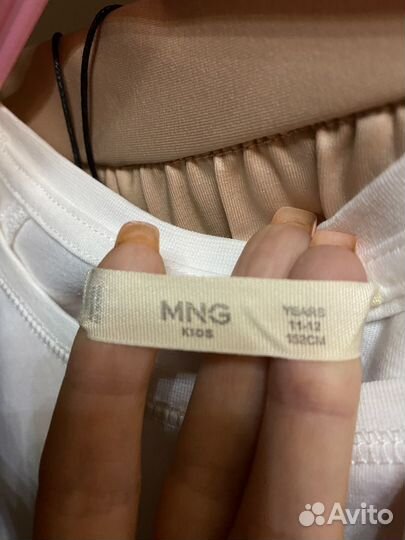 MNG
KIDS
YEARS
11-12
152CM
Avito